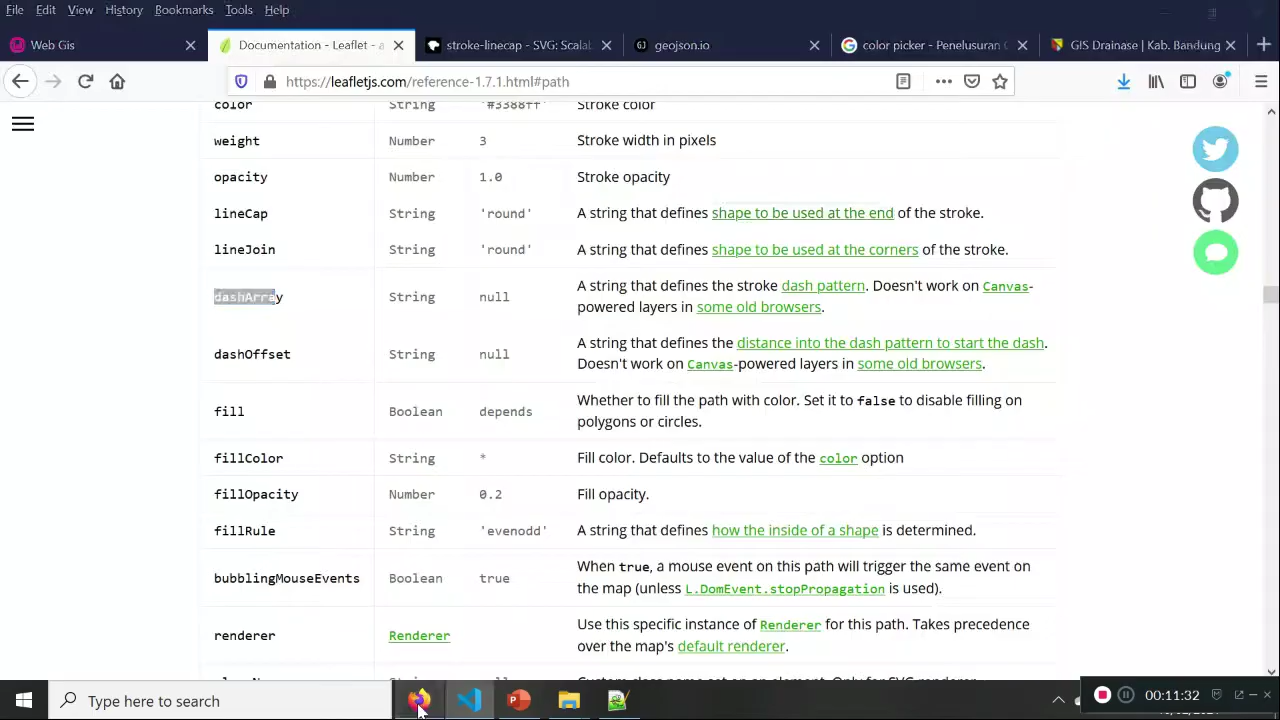 File Edit View History Bookmarks Tools Help
Web Gis
Documentation - Leaflet - a
stroke-linecap - SVG: Scalab
geojson.io
color picker - Penelusuran G
GIS Drainase | Kab. Bandung
https://leafletjs.com/reference-1.7.1.html#path
color String '#3388ff' Stroke color
weight Number 3 Stroke width in pixels
opacity Number 1.0 Stroke opacity
lineCap String 'round' A string that defines shape to be used at the end of the stroke.
lineJoin String 'round' A string that defines shape to be used at the corners of the stroke.
dashArray String null A string that defines the stroke dash pattern. Doesn't work on Canvas-
powered layers in some old browsers.
dashOffset String null A string that defines the distance into the dash pattern to start the dash.
Doesn't work on Canvas-powered layers in some old browsers.
fill Boolean depends Whether to fill the path with color. Set it to false to disable filling on
polygons or circles.
fillColor String * Fill color. Defaults to the value of the color option
fillOpacity Number 0.2 Fill opacity.
fillRule String 'evenodd' A string that defines how the inside of a shape is determined.
bubblingMouseEvents Boolean true When true, a mouse event on this path will trigger the same event on
the map (unless L.DomEvent.stopPropagation is used).
renderer Renderer Use this specific instance of Renderer for this path. Takes precedence
over the map's default renderer.
Type here to search
00:11:32